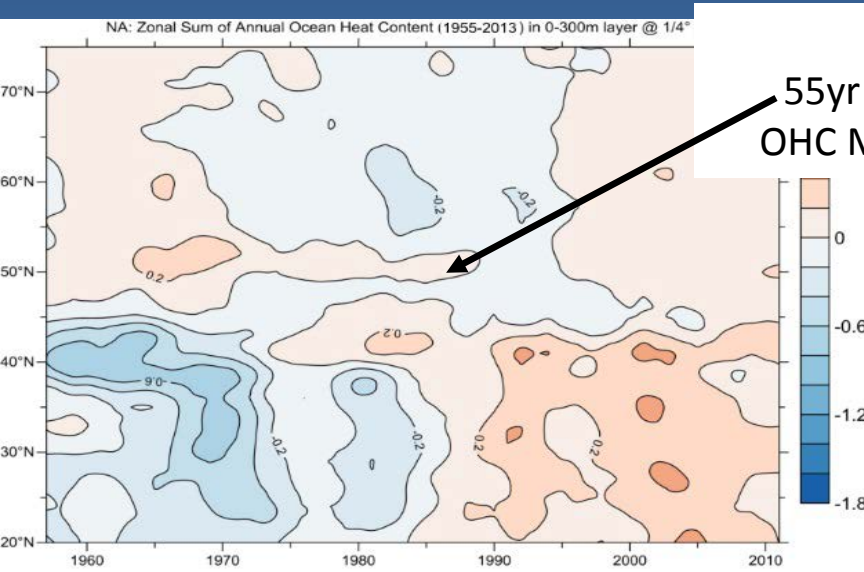 NA: Zonal Sum of Annual Ocean Heat Content (1955-2013) in 0-300m layer @ 1/4°
55yr
OHC M
70°N
60°N
50°N
40°N
30°N
20°N
-0.2
-0.2
0.2
0.2
-0.6
-0.2
-0.2
0.2
0.2
0
-0.6
-1.2
-1.8
1960
1970
1980
1990
2000
2010